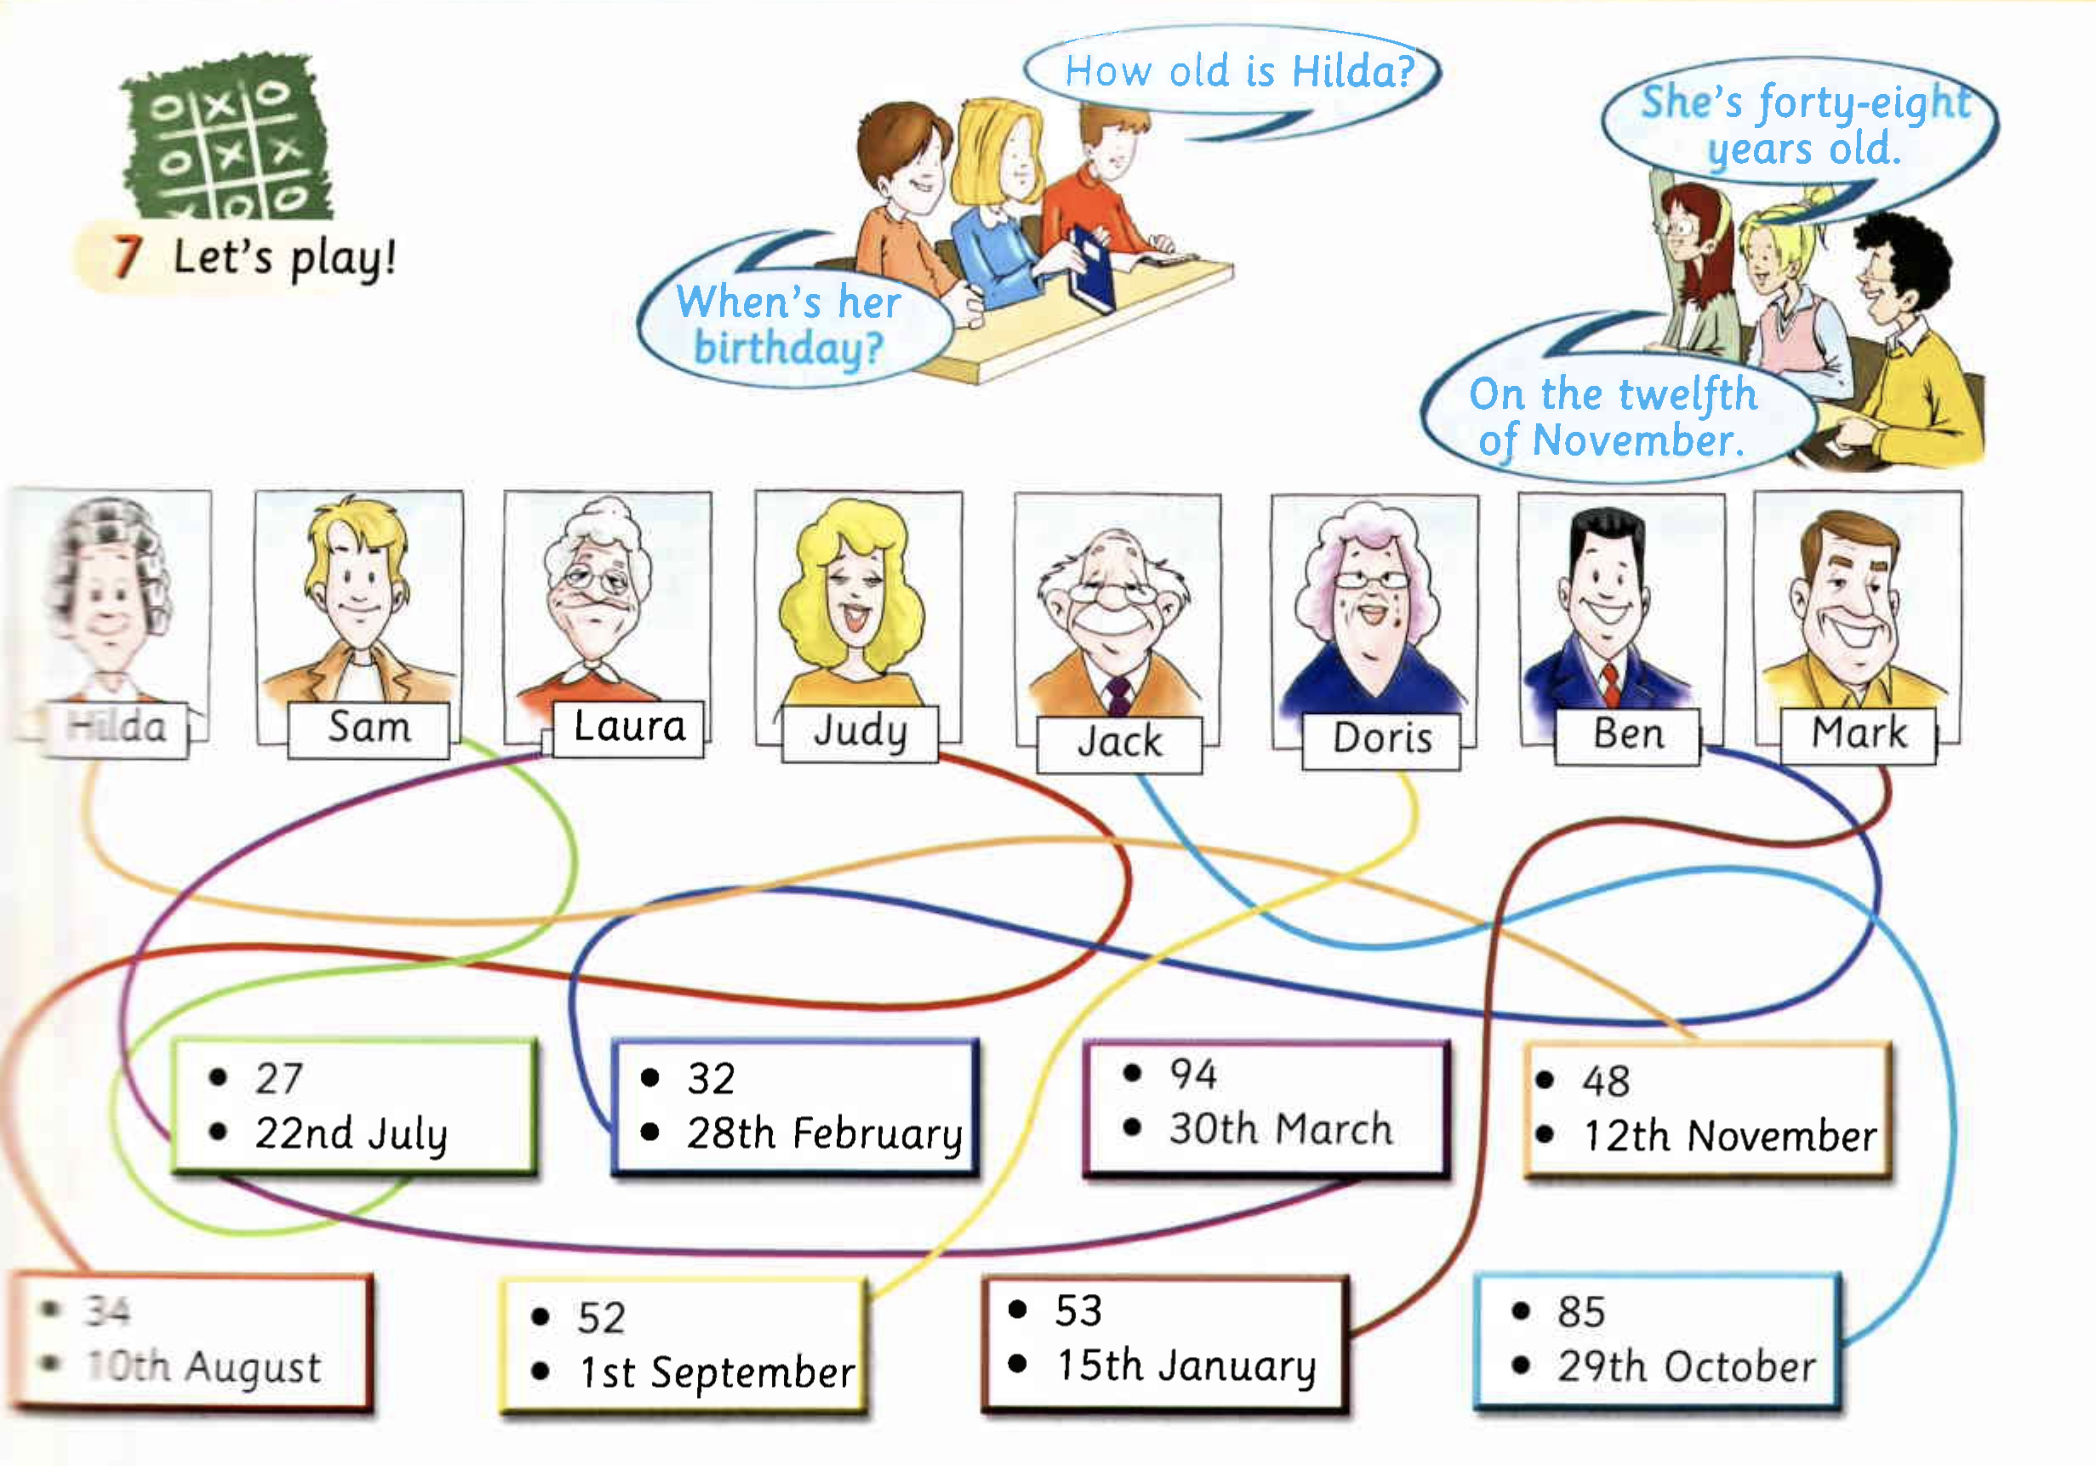 O X O
O X X
X O O
7 Let's play!
How old is Hilda?
When's her
birthday?
She's forty-eight
years old.
On the twelfth
of November.
Hilda
Sam
Laura
Judy
Jack
Doris
Ben
Mark
• 27
• 22nd July
• 32
• 28th February
• 94
• 30th March
• 48
• 12th November
• 34
• 10th August
• 52
• 1st September
• 53
• 15th January
• 85
• 29th October